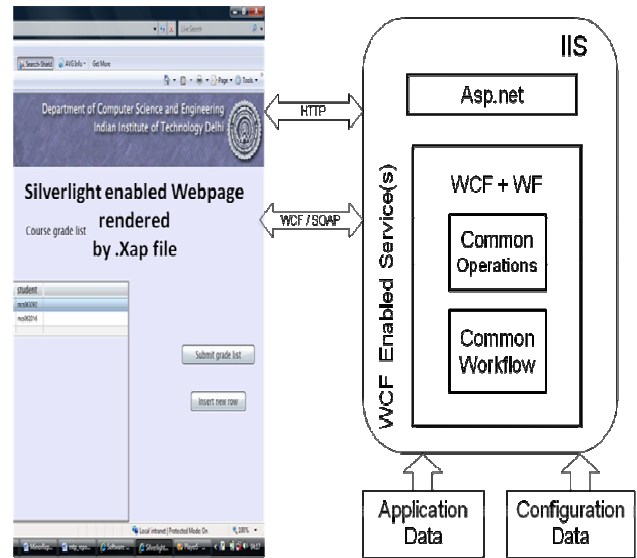 Live Search
Search-Shield AVG Info Get More
Page Tools
Department of Computer Science and Engineering
Indian Institute of Technology Delhi
Silverlight enabled Webpage
rendered
Course grade list
by .Xap file
student
Submit grade list
Insert new row
Local intranet | Protected Mode: On 100%
HTTP
WCF / SOAP
IIS
Asp.net
WCF Enabled Service(s)
WCF + WF
Common
Operations
Common
Workflow
Application
Data
Configuration
Data